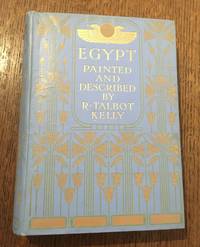 EGYPT
PAINTED
AND
DESCRIBED
BY
R·TALBOT
KELLY